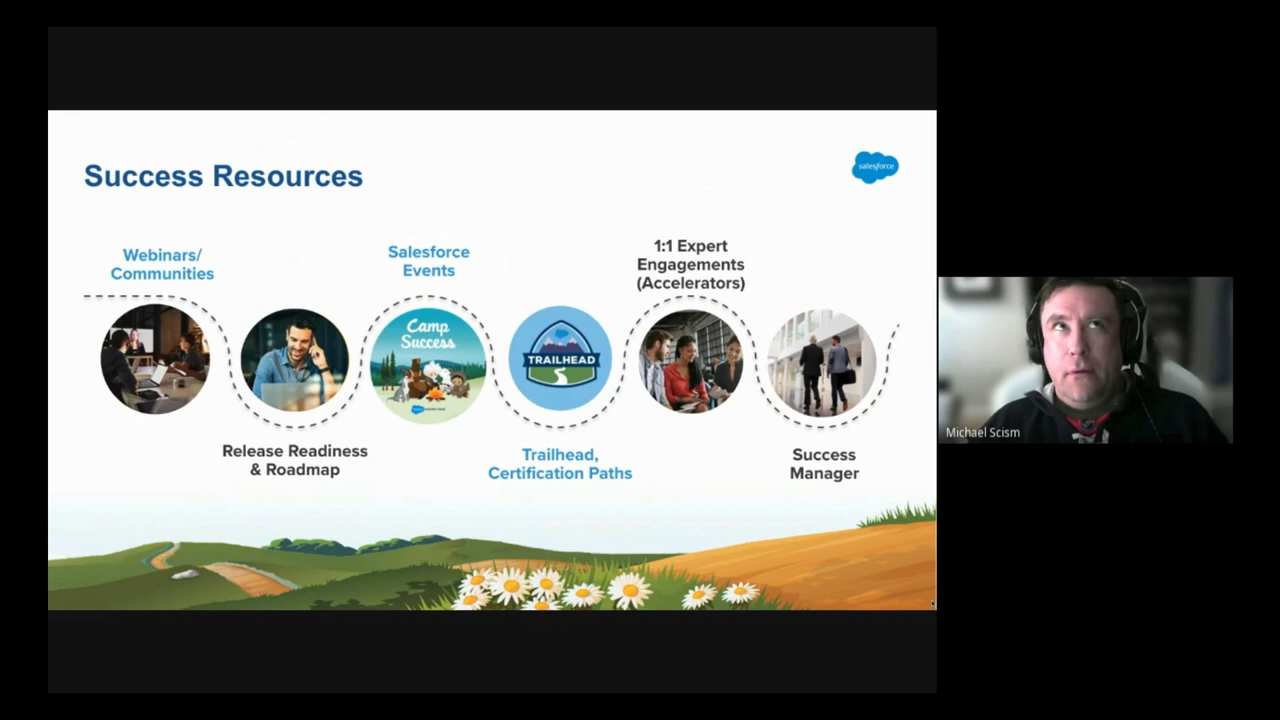 Success Resources
salesforce
Webinars/
Communities
Salesforce
Events
1:1 Expert
Engagements
(Accelerators)
Camp
Success
TRAILHEAD
Release Readiness
& Roadmap
Trailhead,
Certification Paths
Success
Manager
Michael Scism